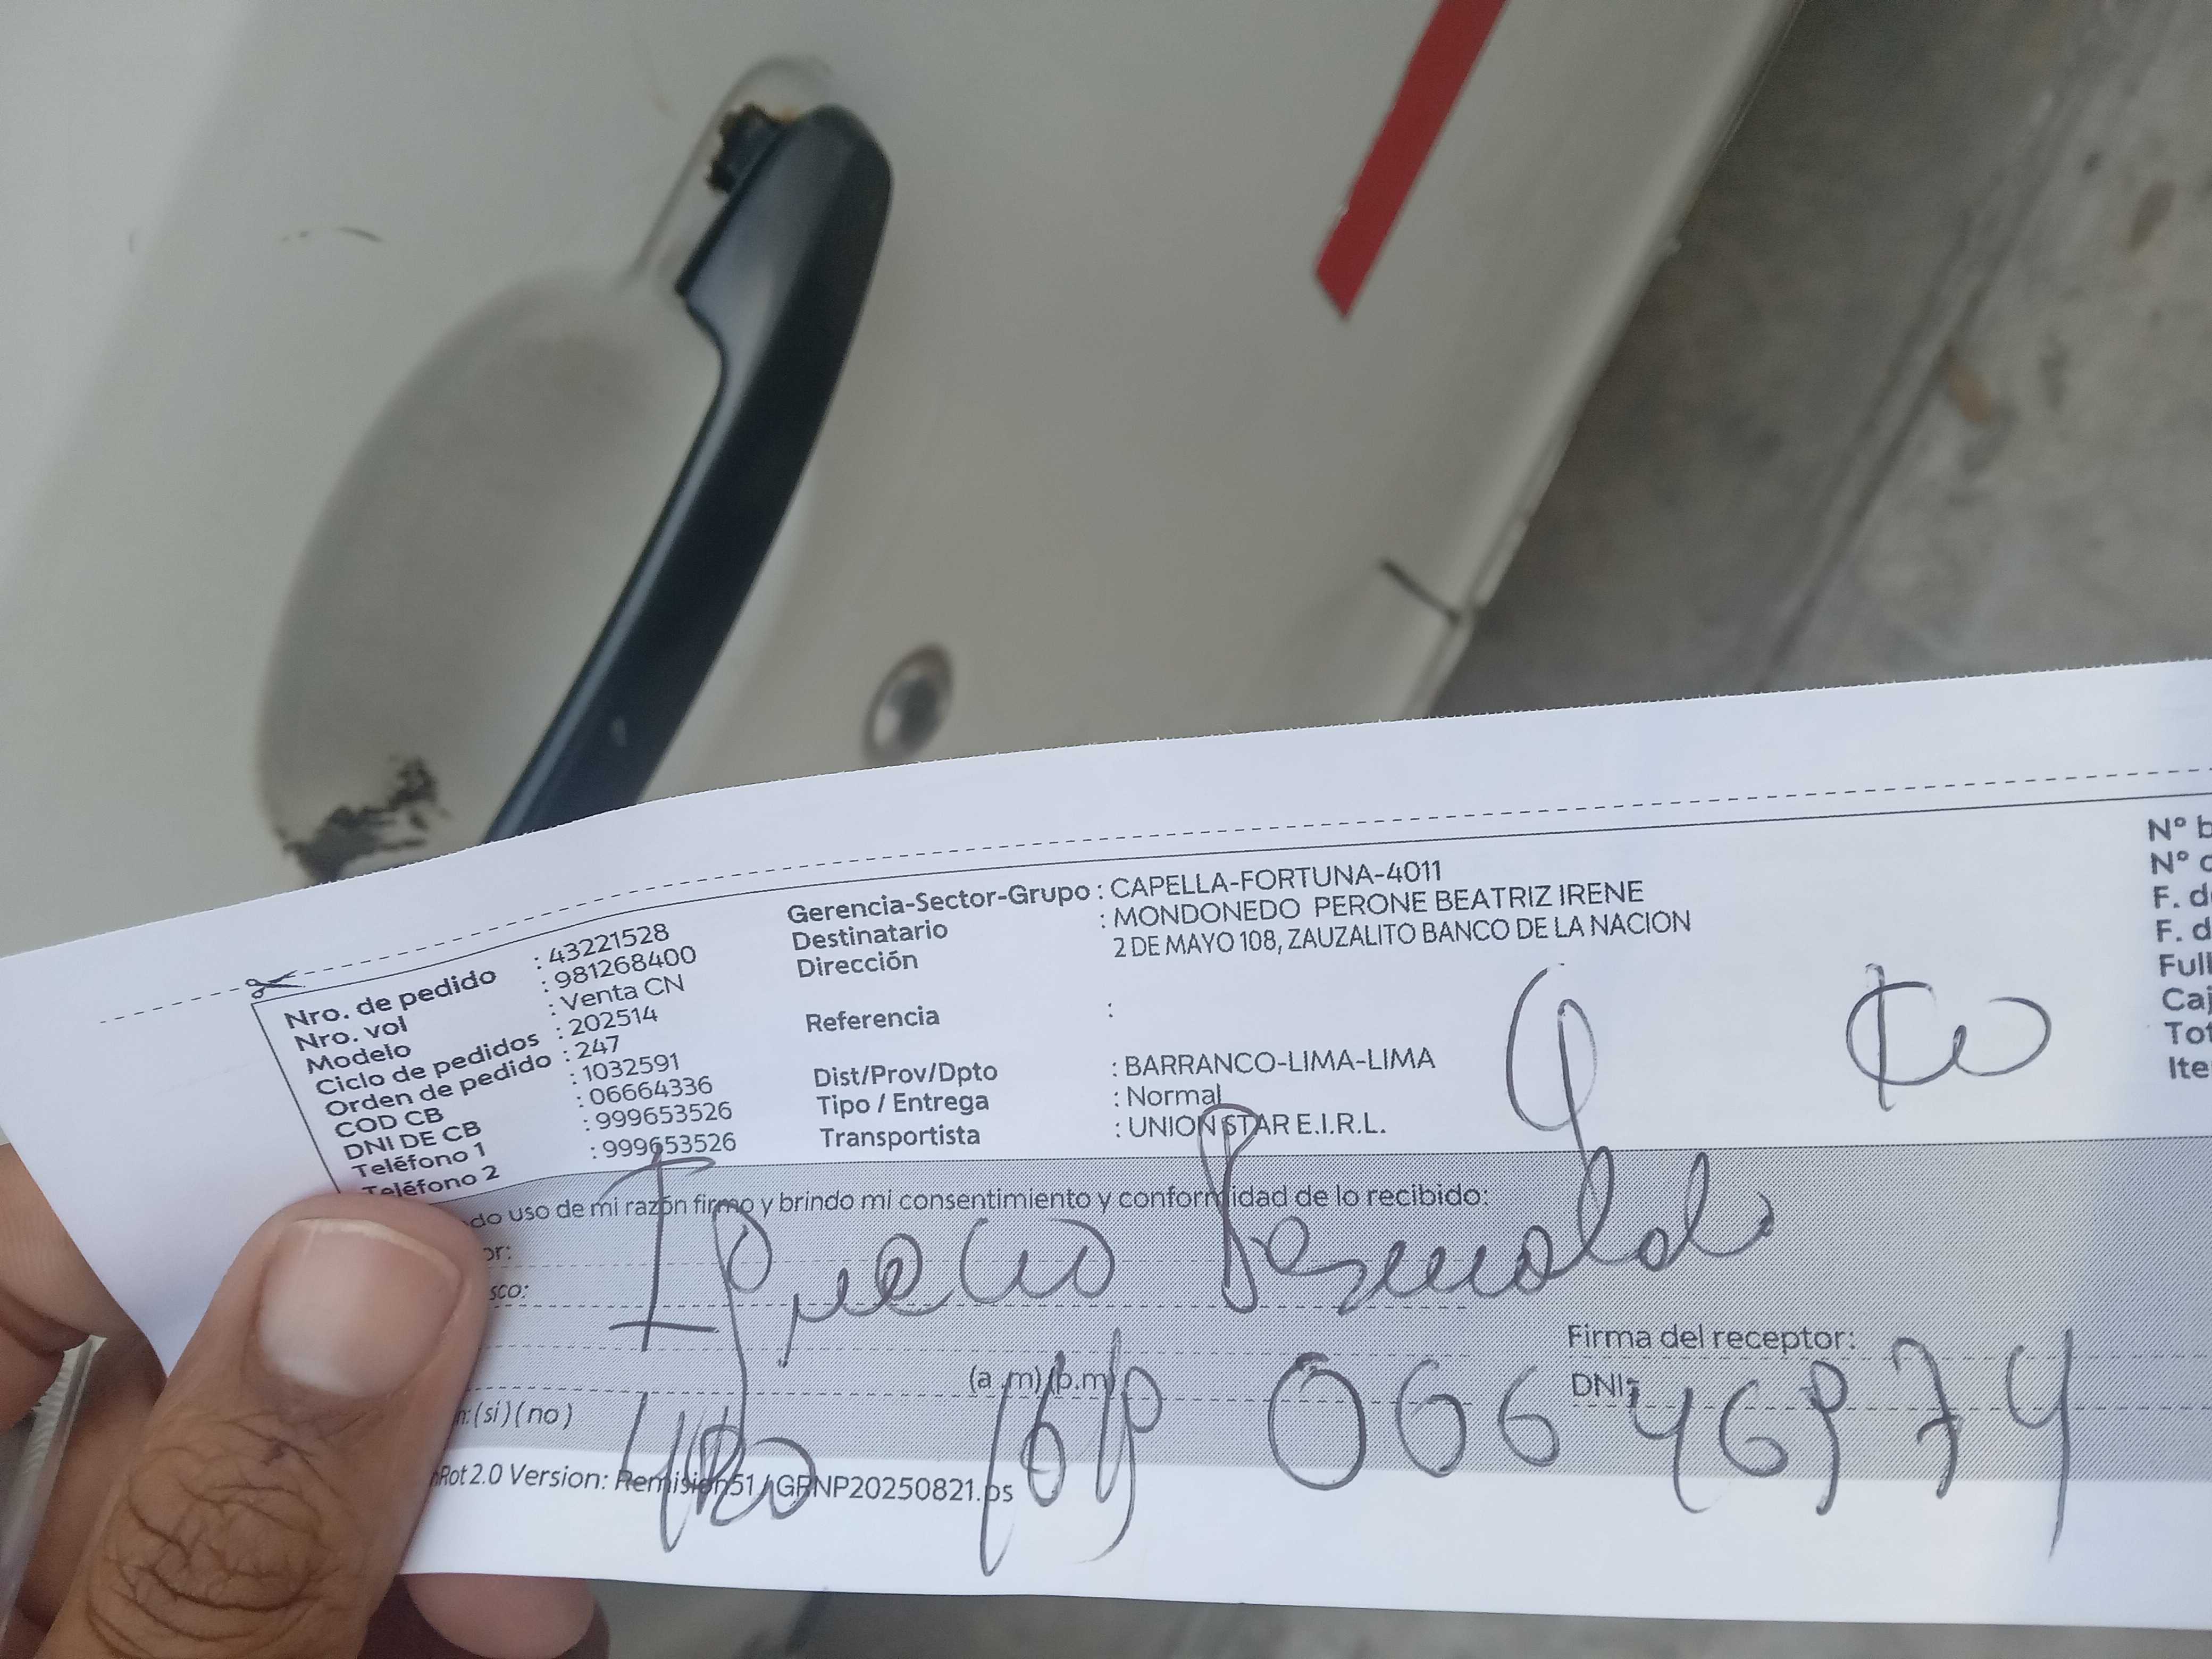 Nro. de pedido : 43221528
Nro. vol : 981268400
Modelo : Venta CN
Ciclo de pedidos : 202514
Orden de pedido : 247
COD CB : 1032591
DNI DE CB : 06664336
Teléfono 1 : 999653526
Teléfono 2 : 999653526
Gerencia-Sector-Grupo : CAPELLA-FORTUNA-4011
Destinatario : MONDONEDO PERONE BEATRIZ IRENE
Dirección 2 DE MAYO 108, ZAUZALITO BANCO DE LA NACION
Referencia :
Dist/Prov/Dpto : BARRANCO-LIMA-LIMA
Tipo / Entrega : Normal
Transportista : UNION STAR E.I.R.L.
Nº
Nº
F.
F.
Full
uso de mi razón firmo y brindo mi consentimiento y conformidad de lo recibido:
Firma del receptor:
(a.m) (p.m)
DNI:
(si) (no)
2.0 Version: Remision51/GRNP20250821.ps